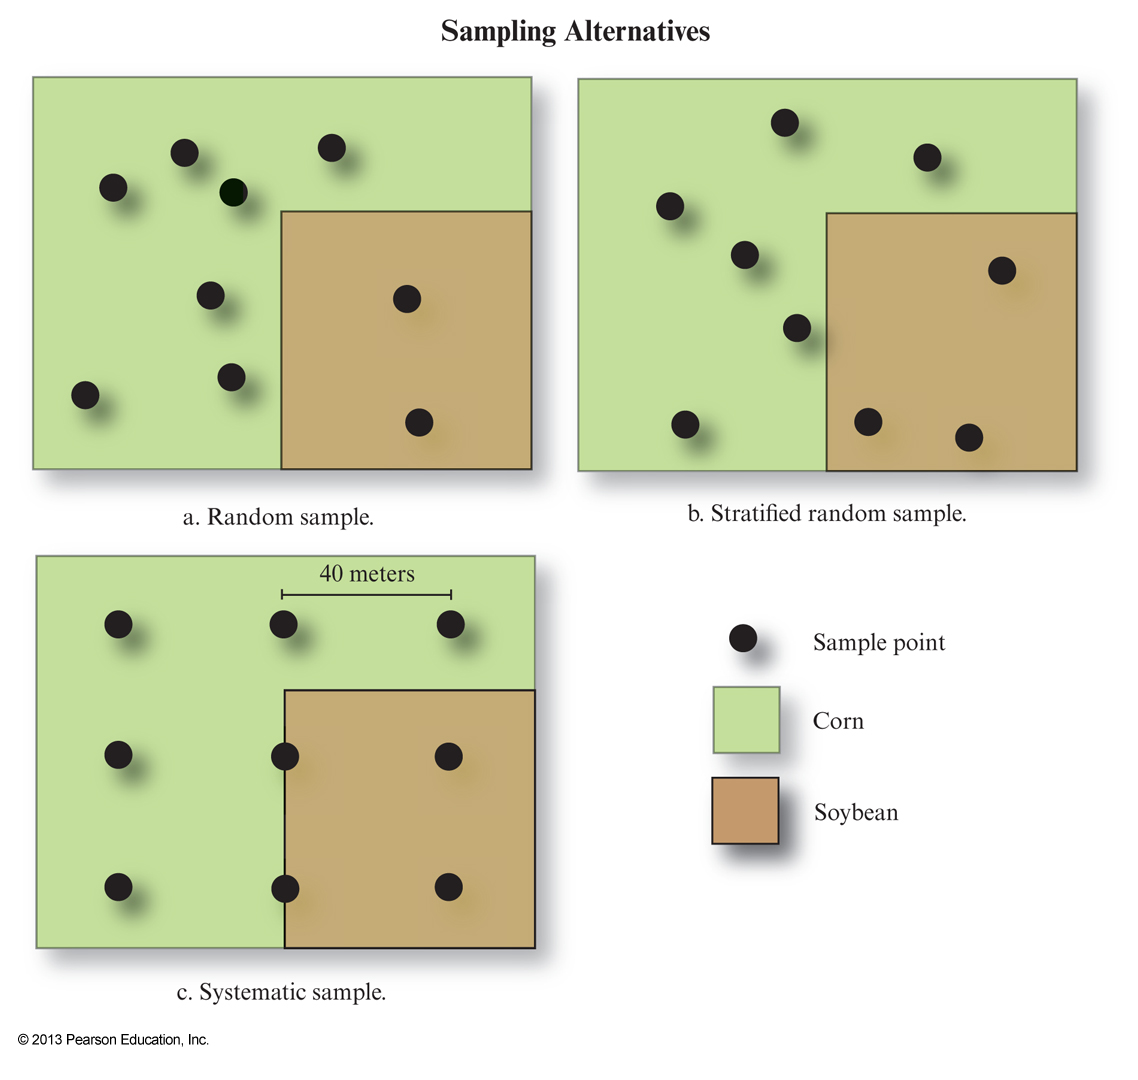 Sampling Alternatives
a. Random sample.
b. Stratified random sample.
40 meters
Sample point
Corn
Soybean
c. Systematic sample.
© 2013 Pearson Education, Inc.